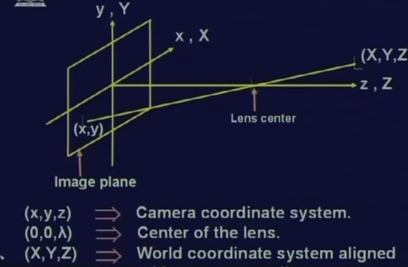 y , Y
x , X
(X,Y,Z
z , Z
(x,y)
Lens center
Image plane
(x,y,z) ⇒ Camera coordinate system.
(0,0,λ) ⇒ Center of the lens.
(X,Y,Z) ⇒ World coordinate system aligned